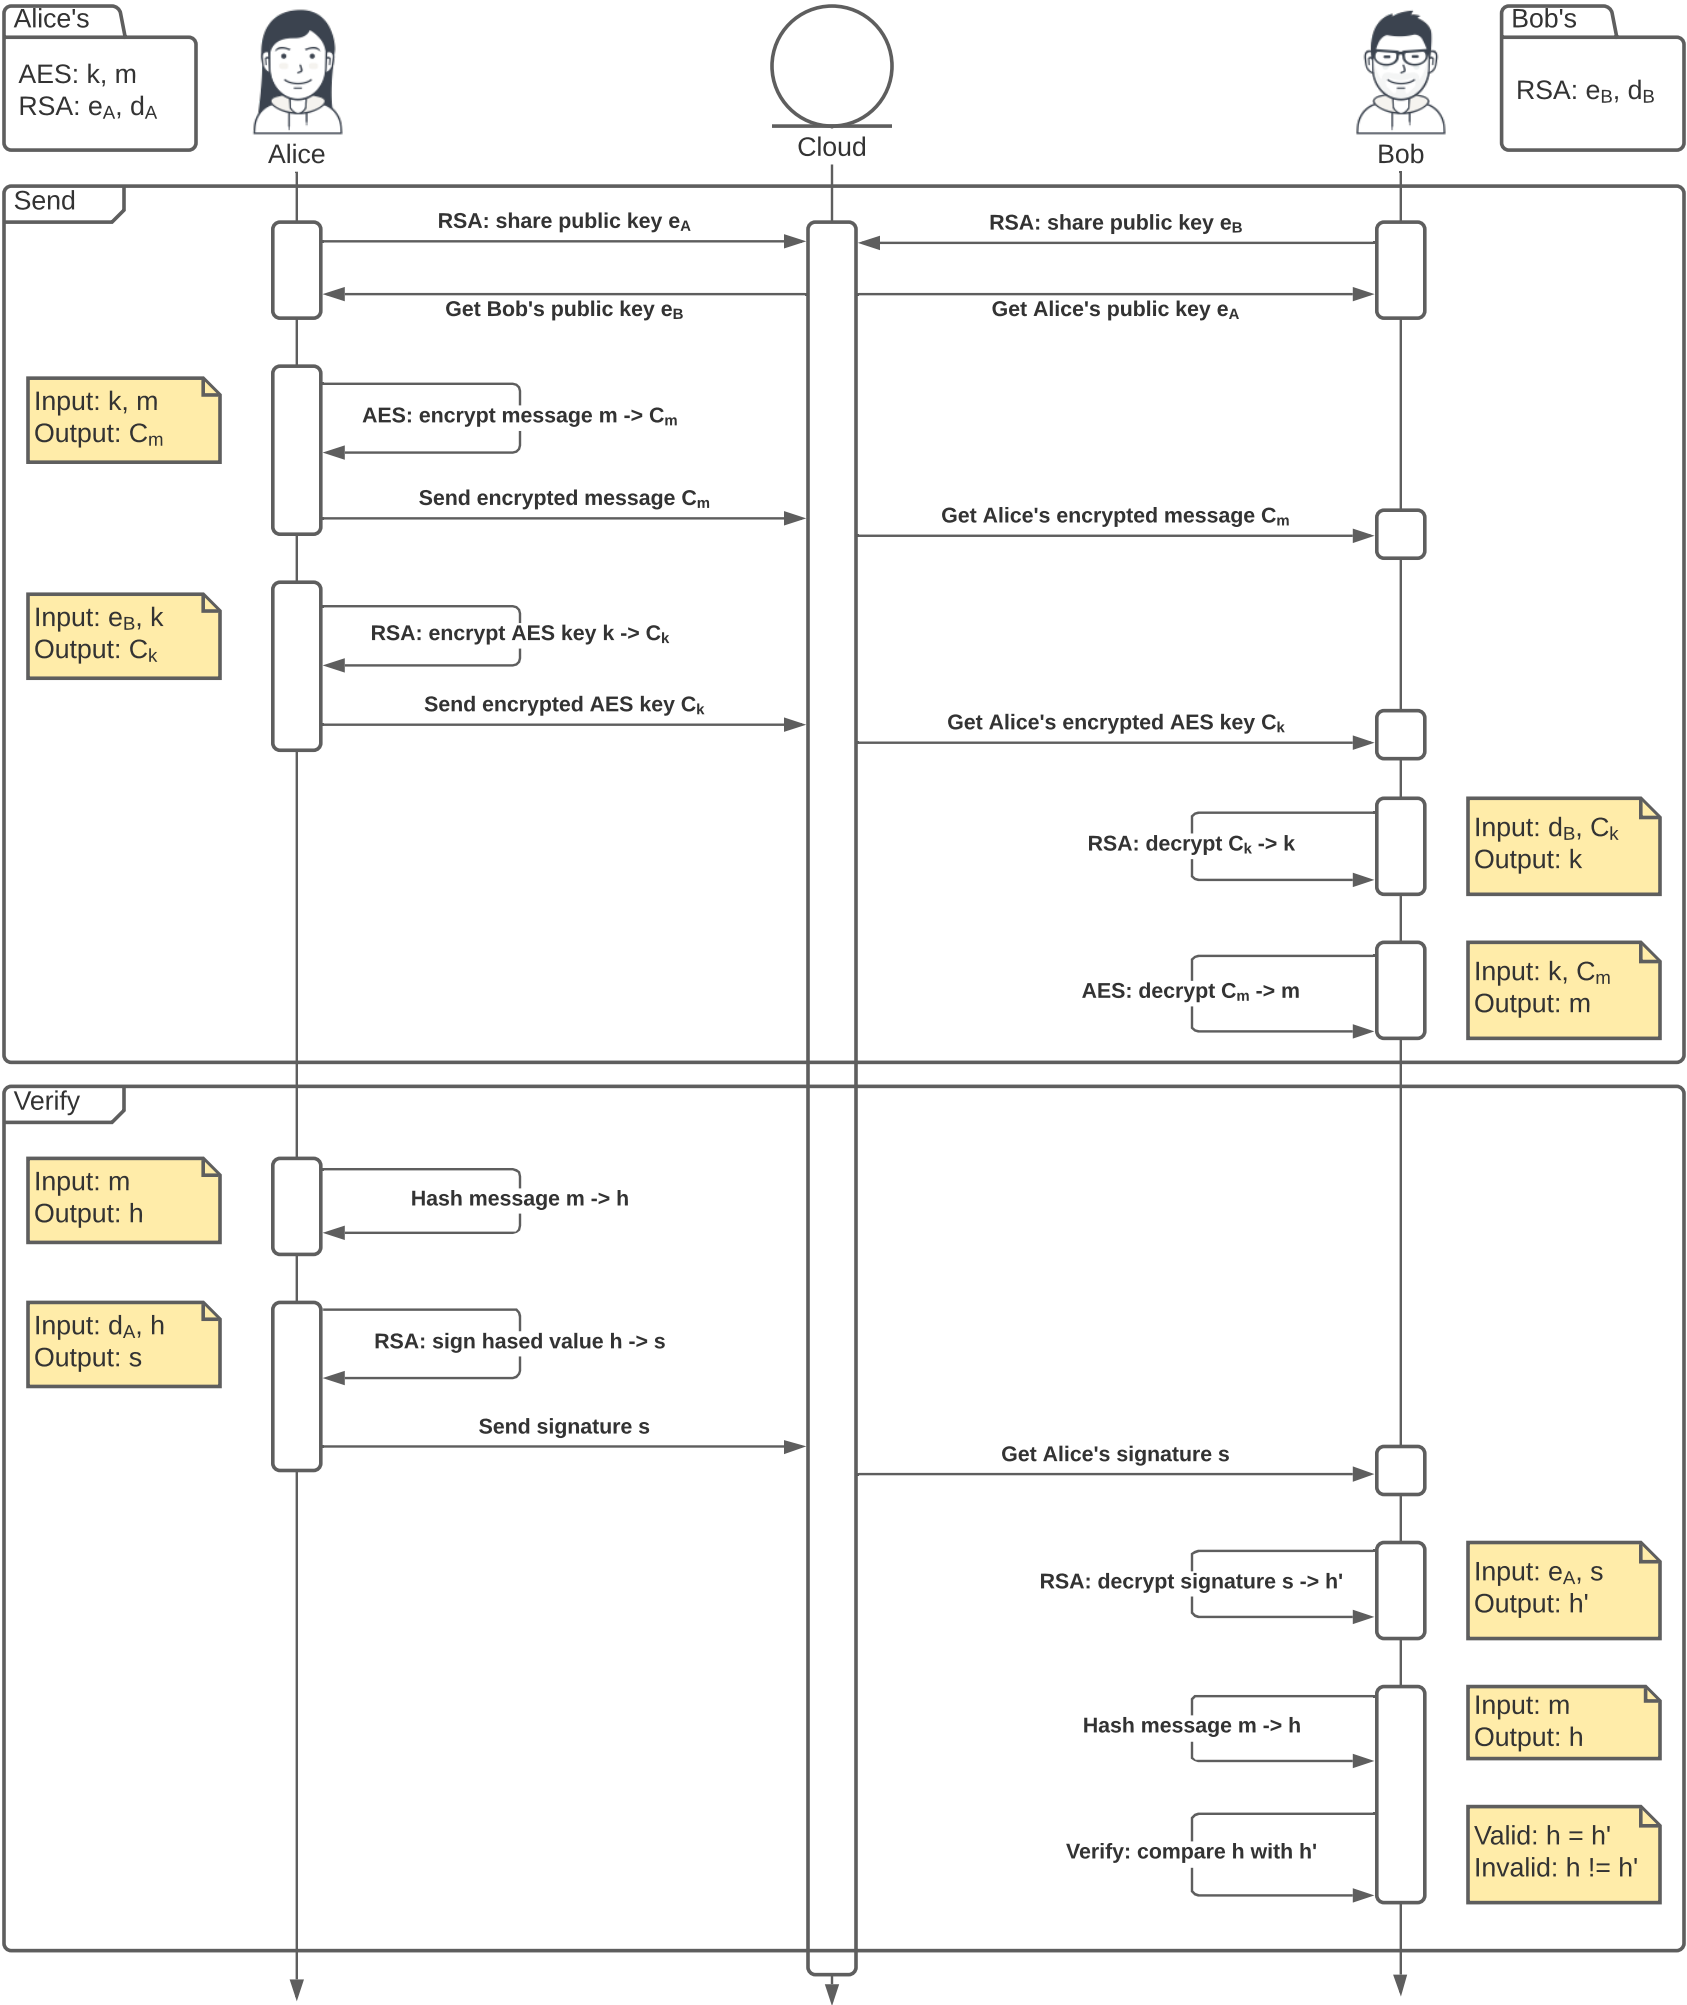 Alice's
AES: k, m
RSA: eA, dA
Alice
Cloud
Bob
Bob's
RSA: eB, dB
Send
RSA: share public key eA
RSA: share public key eB
Get Bob's public key eB
Get Alice's public key eA
Input: k, m
Output: Cm
AES: encrypt message m -> Cm
Send encrypted message Cm
Get Alice's encrypted message Cm
Input: eB, k
Output: Ck
RSA: encrypt AES key k -> Ck
Send encrypted AES key Ck
Get Alice's encrypted AES key Ck
RSA: decrypt Ck -> k
Input: dB, Ck
Output: k
AES: decrypt Cm -> m
Input: k, Cm
Output: m
Verify
Input: m
Output: h
Hash message m -> h
Input: dA, h
Output: s
RSA: sign hased value h -> s
Send signature s
Get Alice's signature s
RSA: decrypt signature s -> h'
Input: eA, s
Output: h'
Hash message m -> h
Input: m
Output: h
Verify: compare h with h'
Valid: h = h'
Invalid: h != h'